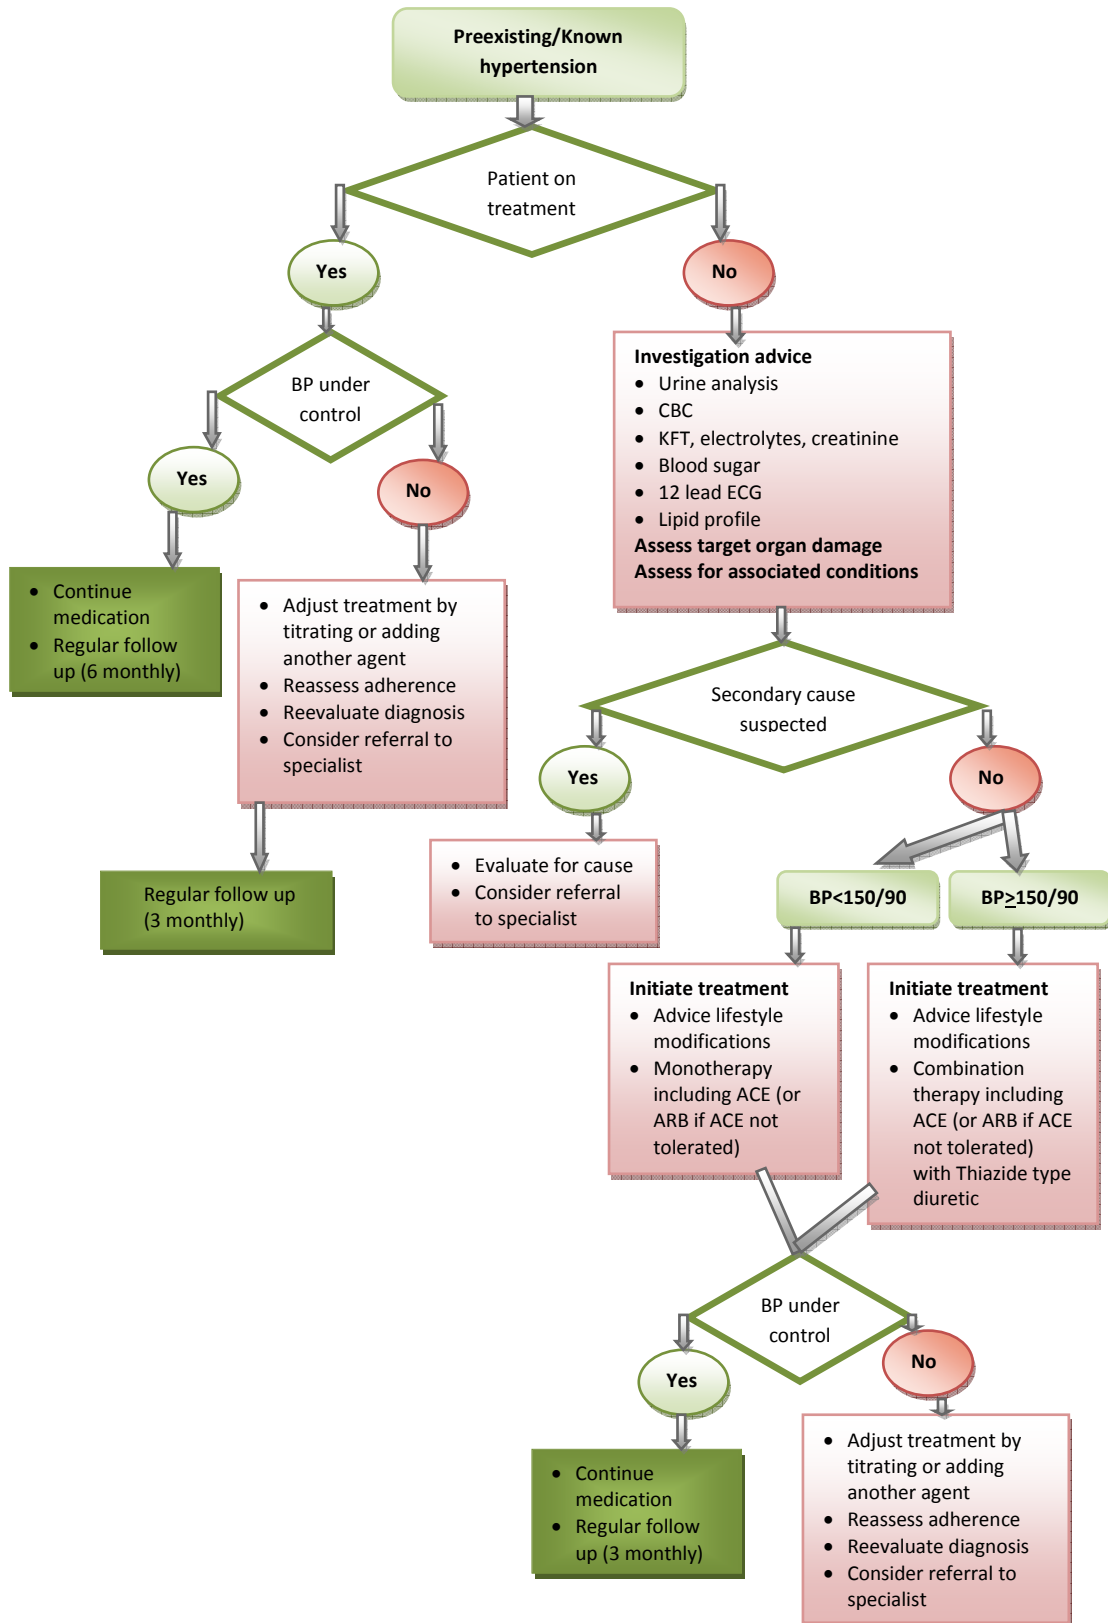 Preexisting/Known
hypertension
Patient on
treatment
Yes
No
BP under
control
Investigation advice
• Urine analysis
• CBC
• KFT, electrolytes, creatinine
• Blood sugar
• 12 lead ECG
• Lipid profile
Assess target organ damage
Assess for associated conditions
Yes
No
• Continue
medication
• Regular follow
up (6 monthly)
• Adjust treatment by
titrating or adding
another agent
• Reassess adherence
• Reevaluate diagnosis
• Consider referral to
specialist
Regular follow up
(3 monthly)
Secondary cause
suspected
Yes
No
• Evaluate for cause
• Consider referral
to specialist
BP<150/90
BP≥150/90
Initiate treatment
• Advice lifestyle
modifications
• Monotherapy
including ACE (or
ARB if ACE not
tolerated)
Initiate treatment
• Advice lifestyle
modifications
• Combination
therapy including
ACE (or ARB if ACE
not tolerated)
with Thiazide type
diuretic
BP under
control
Yes
No
• Continue
medication
• Regular follow
up (3 monthly)
• Adjust treatment by
titrating or adding
another agent
• Reassess adherence
• Reevaluate diagnosis
• Consider referral to
specialist